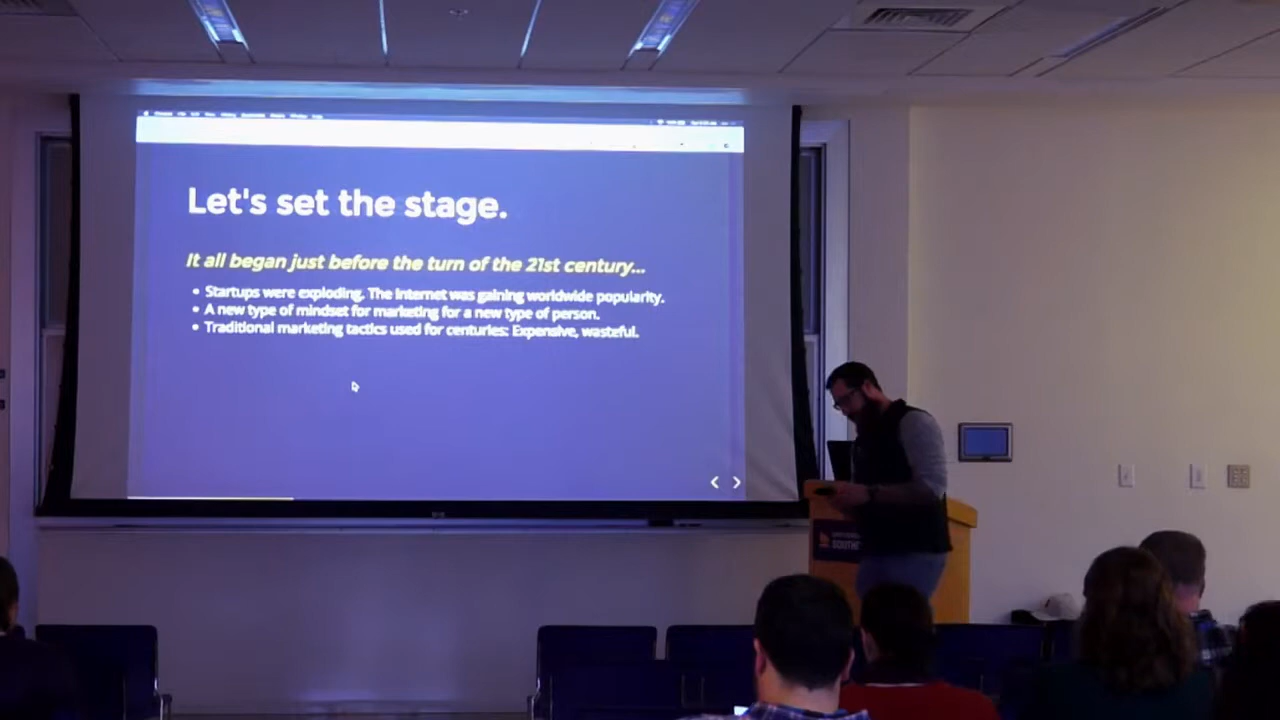 Let's set the stage.
It all began just before the turn of the 21st century...
• Startups were exploding. The internet was gaining worldwide popularity.
• A new type of mindset for marketing for a new type of person.
• Traditional marketing tactics used for centuries: Expensive, wasteful.